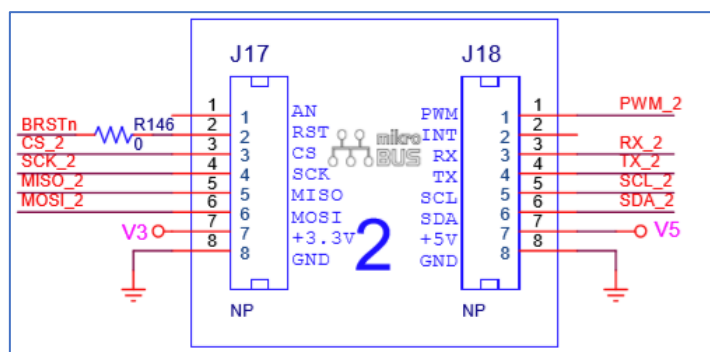 J17 J18
1 1 AN PWM 1 1 PWM_2
BRSTn R146 2 2 RST INT 2 2
CS_2 0 3 3 CS mikro BUS RX 3 3 RX_2
SCK_2 4 4 SCK TX 4 4 TX_2
MISO_2 5 5 MISO SCL 5 5 SCL_2
MOSI_2 6 6 MOSI SDA 6 6 SDA_2
V3 7 7 +3.3V 2 +5V 7 7 V5
8 8 GND GND 8 8
NP NP